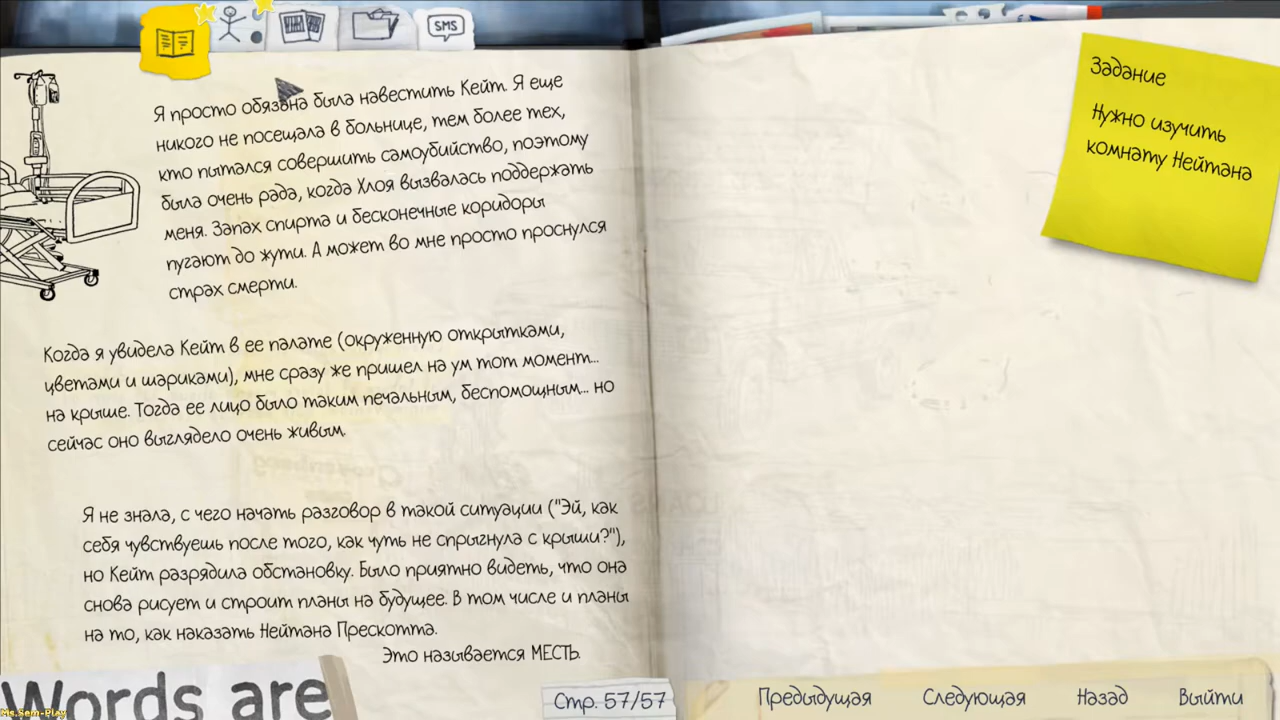 SMS
Я просто обязана была навестить Кейт. Я еще
никого не посещала в больнице, тем более тех,
кто пытался совершить самоубийство, поэтому
была очень рада, когда Хлоя вызвалась поддержать
меня. Запах спирта и бесконечные коридоры
пугают до жути. А может во мне просто проснулся
страх смерти.
Когда я увидела Кейт в ее палате (окруженную открытками,
цветами и шариками), мне сразу же пришел на ум тот момент...
на крыше. Тогда ее лицо было таким печальным, беспомощным... но
сейчас оно выглядело очень живым.
Я не знала, с чего начать разговор в такой ситуации ("Эй, как
себя чувствуешь после того, как чуть не спрыгнула с крыши?"),
но Кейт разрядила обстановку. Было приятно видеть, что она
снова рисует и строит планы на будущее. В том числе и планы
на то, как наказать Нейтана Прескотта.
Это называется МЕСТЬ.
Words are
Ms.Sem-Play
Стр. 57/57
Задание
Нужно изучить
комнату Нейтана
Предыдущая Следующая Назад Выйти